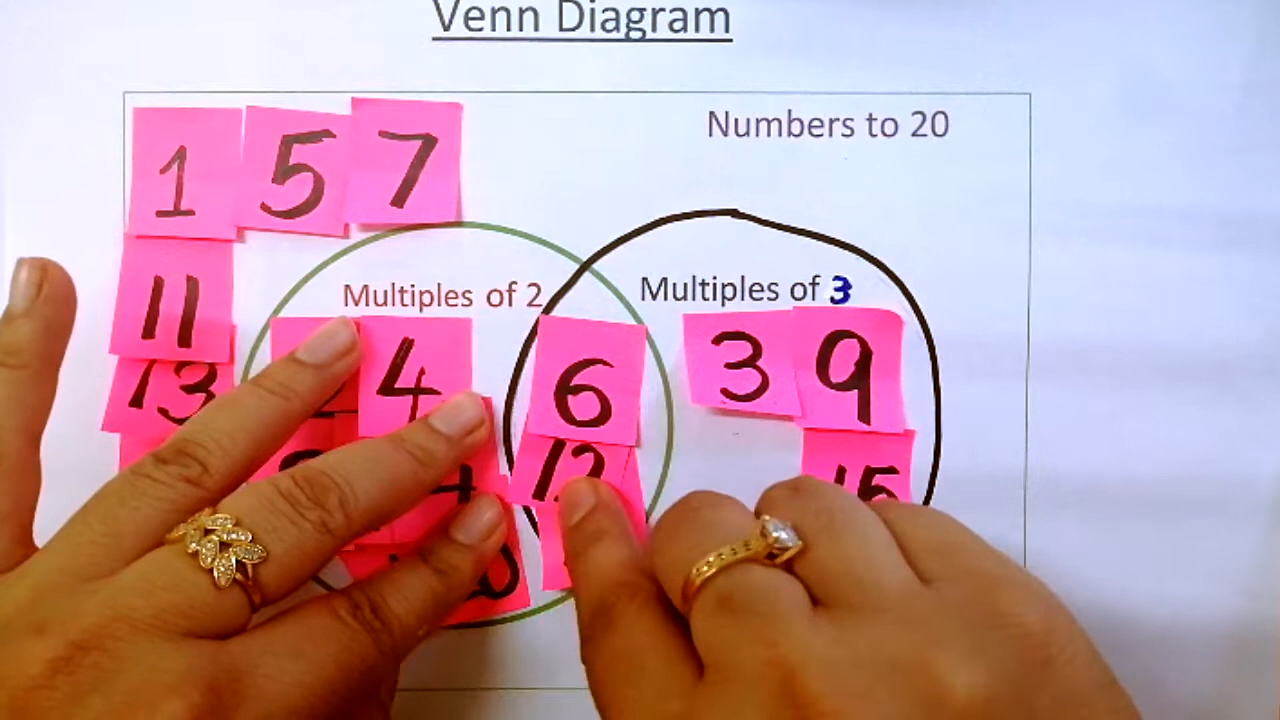 Venn Diagram
Numbers to 20
1 5 7
Multiples of 2
Multiples of 3
11
4
6
3 9
13
12
15